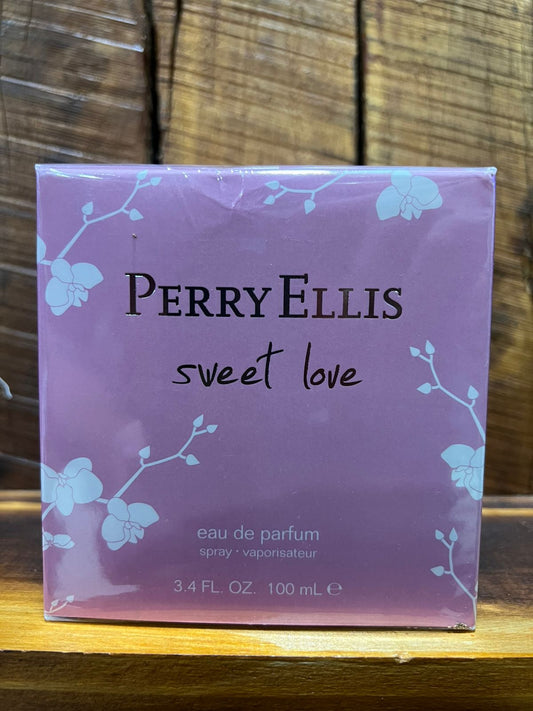 PERRY ELLIS
sweet love
eau de parfum
spray · vaporisateur
3.4 FL. OZ. 100 mL ℮